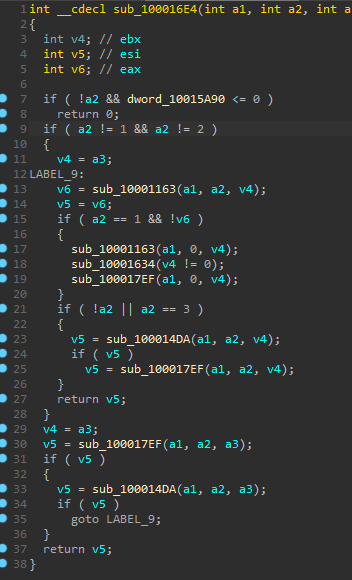 1 int __cdecl sub_100016E4(int a1, int a2, int a
2 {
3   int v4; // ebx
4   int v5; // esi
5   int v6; // eax
6
7   if ( !a2 && dword_10015A90 <= 0 )
8     return 0;
9   if ( a2 != 1 && a2 != 2 )
10   {
11     v4 = a3;
12 LABEL_9:
13     v6 = sub_10001163(a1, a2, v4);
14     v5 = v6;
15     if ( a2 == 1 && !v6 )
16     {
17       sub_10001163(a1, 0, v4);
18       sub_10001634(v4 != 0);
19       sub_100017EF(a1, 0, v4);
20     }
21     if ( !a2 || a2 == 3 )
22     {
23       v5 = sub_100014DA(a1, a2, v4);
24       if ( v5 )
25         v5 = sub_100017EF(a1, a2, v4);
26     }
27     return v5;
28   }
29   v4 = a3;
30   v5 = sub_100017EF(a1, a2, a3);
31   if ( v5 )
32   {
33     v5 = sub_100014DA(a1, a2, a3);
34     if ( v5 )
35       goto LABEL_9;
36   }
37   return v5;
38 }